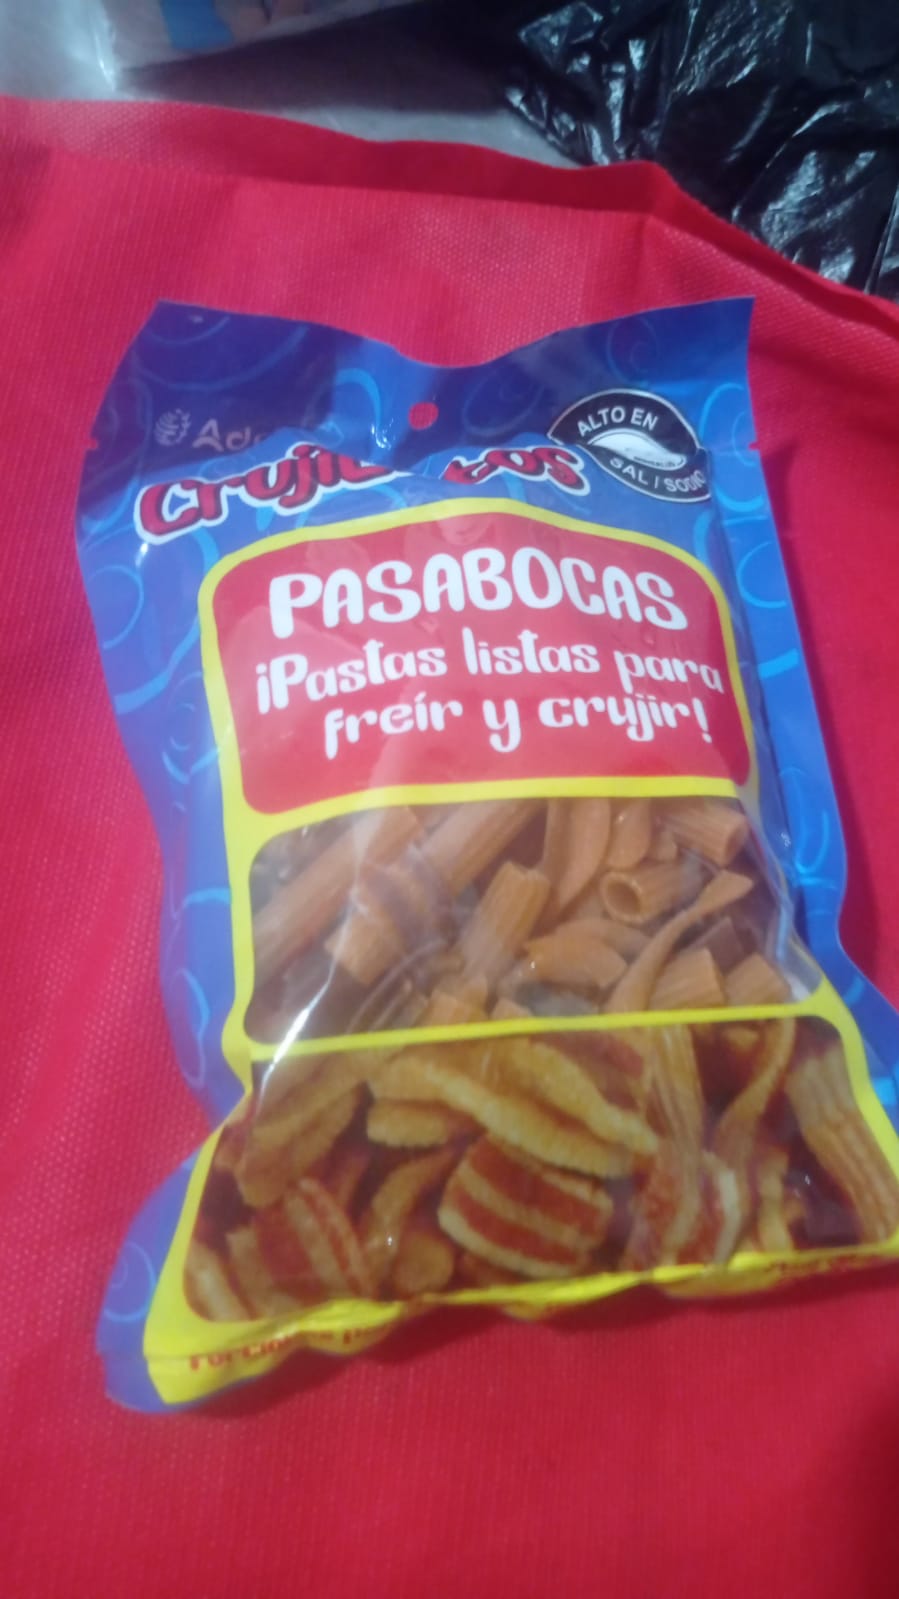 ALTO EN
SAL / SODIO
PASABOCAS
¡Pastas listas para
freír y crujir!